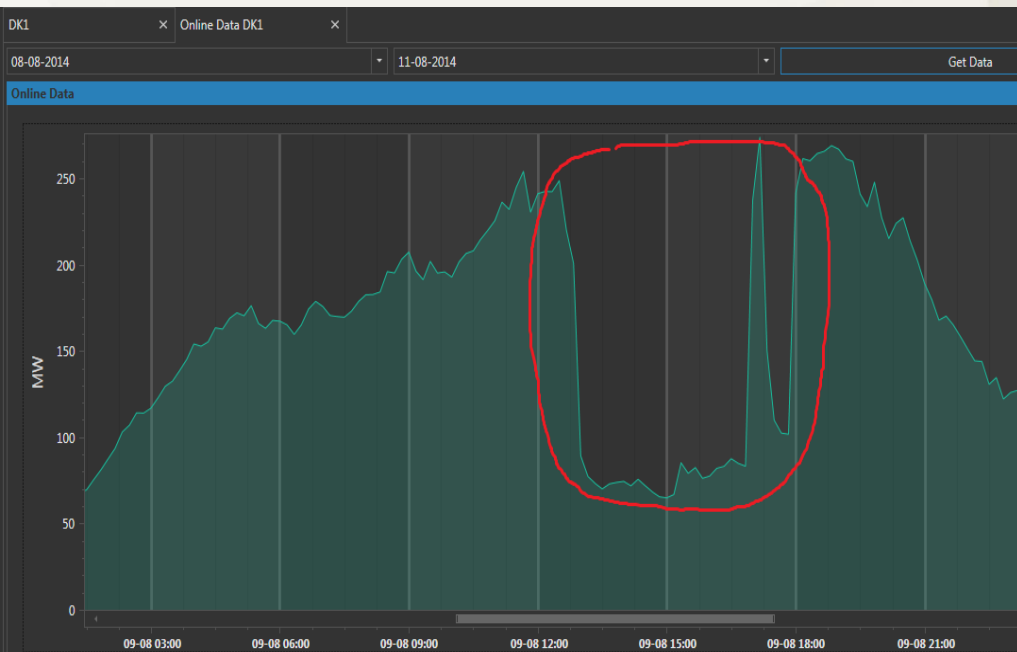 DK1 × Online Data DK1 ×
08-08-2014 11-08-2014 Get Data
Online Data
MW
250
200
150
100
50
0
09-08 03:00 09-08 06:00 09-08 09:00 09-08 12:00 09-08 15:00 09-08 18:00 09-08 21:00